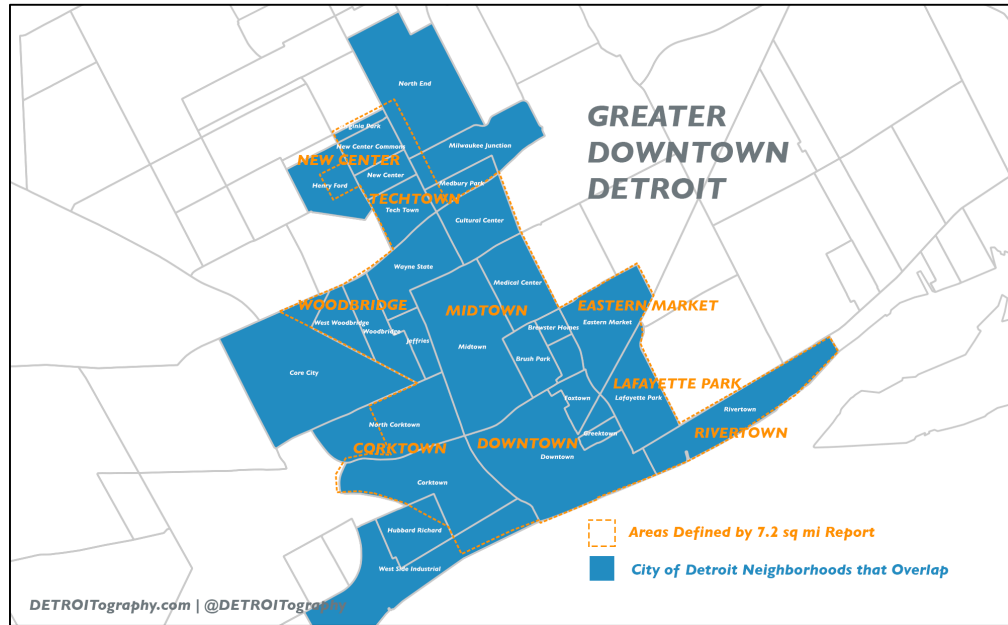 GREATER
DOWNTOWN
DETROIT
North End
Virginia Park
New Center Commons
NEW CENTER
Milwaukee Junction
Henry Ford
New Center
Medbury Park
TECHTOWN
Tech Town
Cultural Center
Wayne State
Medical Center
WOODBRIDGE
MIDTOWN
EASTERN MARKET
West Woodbridge
Woodbridge
Jeffries
Brewster Homes
Eastern Market
Core City
Midtown
Brush Park
LAFAYETTE PARK
Foxtown
Lafayette Park
Rivertown
North Corktown
CORKTOWN
DOWNTOWN
Greektown
RIVERTOWN
Downtown
Corktown
Hubbard Richard
West Side Industrial
Areas Defined by 7.2 sq mi Report
City of Detroit Neighborhoods that Overlap
DETROITography.com | @DETROITography